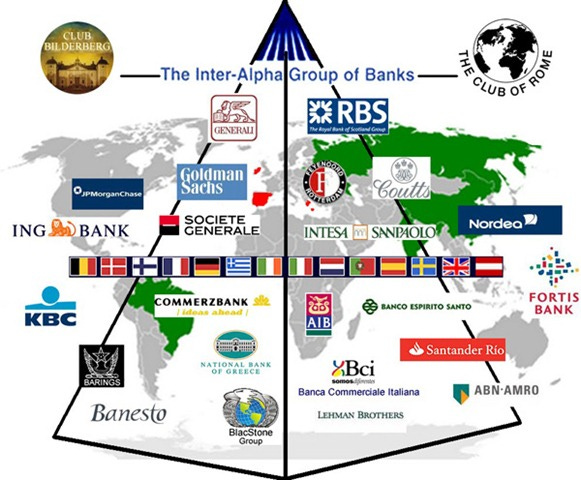 CLUB
BILDERBERG
THE CLUB OF ROME
The Inter-Alpha Group of Banks
GENERALI
RBS
The Royal Bank of Scotland Group
JPMorganChase
Goldman
Sachs
FEYENOORD
ROTTERDAM
F
Coutts
ING BANK
SOCIETE
GENERALE
INTESA SANPAOLO
Nordea
FORTIS
BANK
KBC
COMMERZBANK
[ ideas ahead ]
AIB
BANCO ESPIRITO SANTO
NATIONAL BANK
OF GREECE
Santander Río
BARINGS
Bci
somosdiferentes
Banca Commerciale Italiana
ABN·AMRO
Banesto
BlacStone
Group
LEHMAN BROTHERS